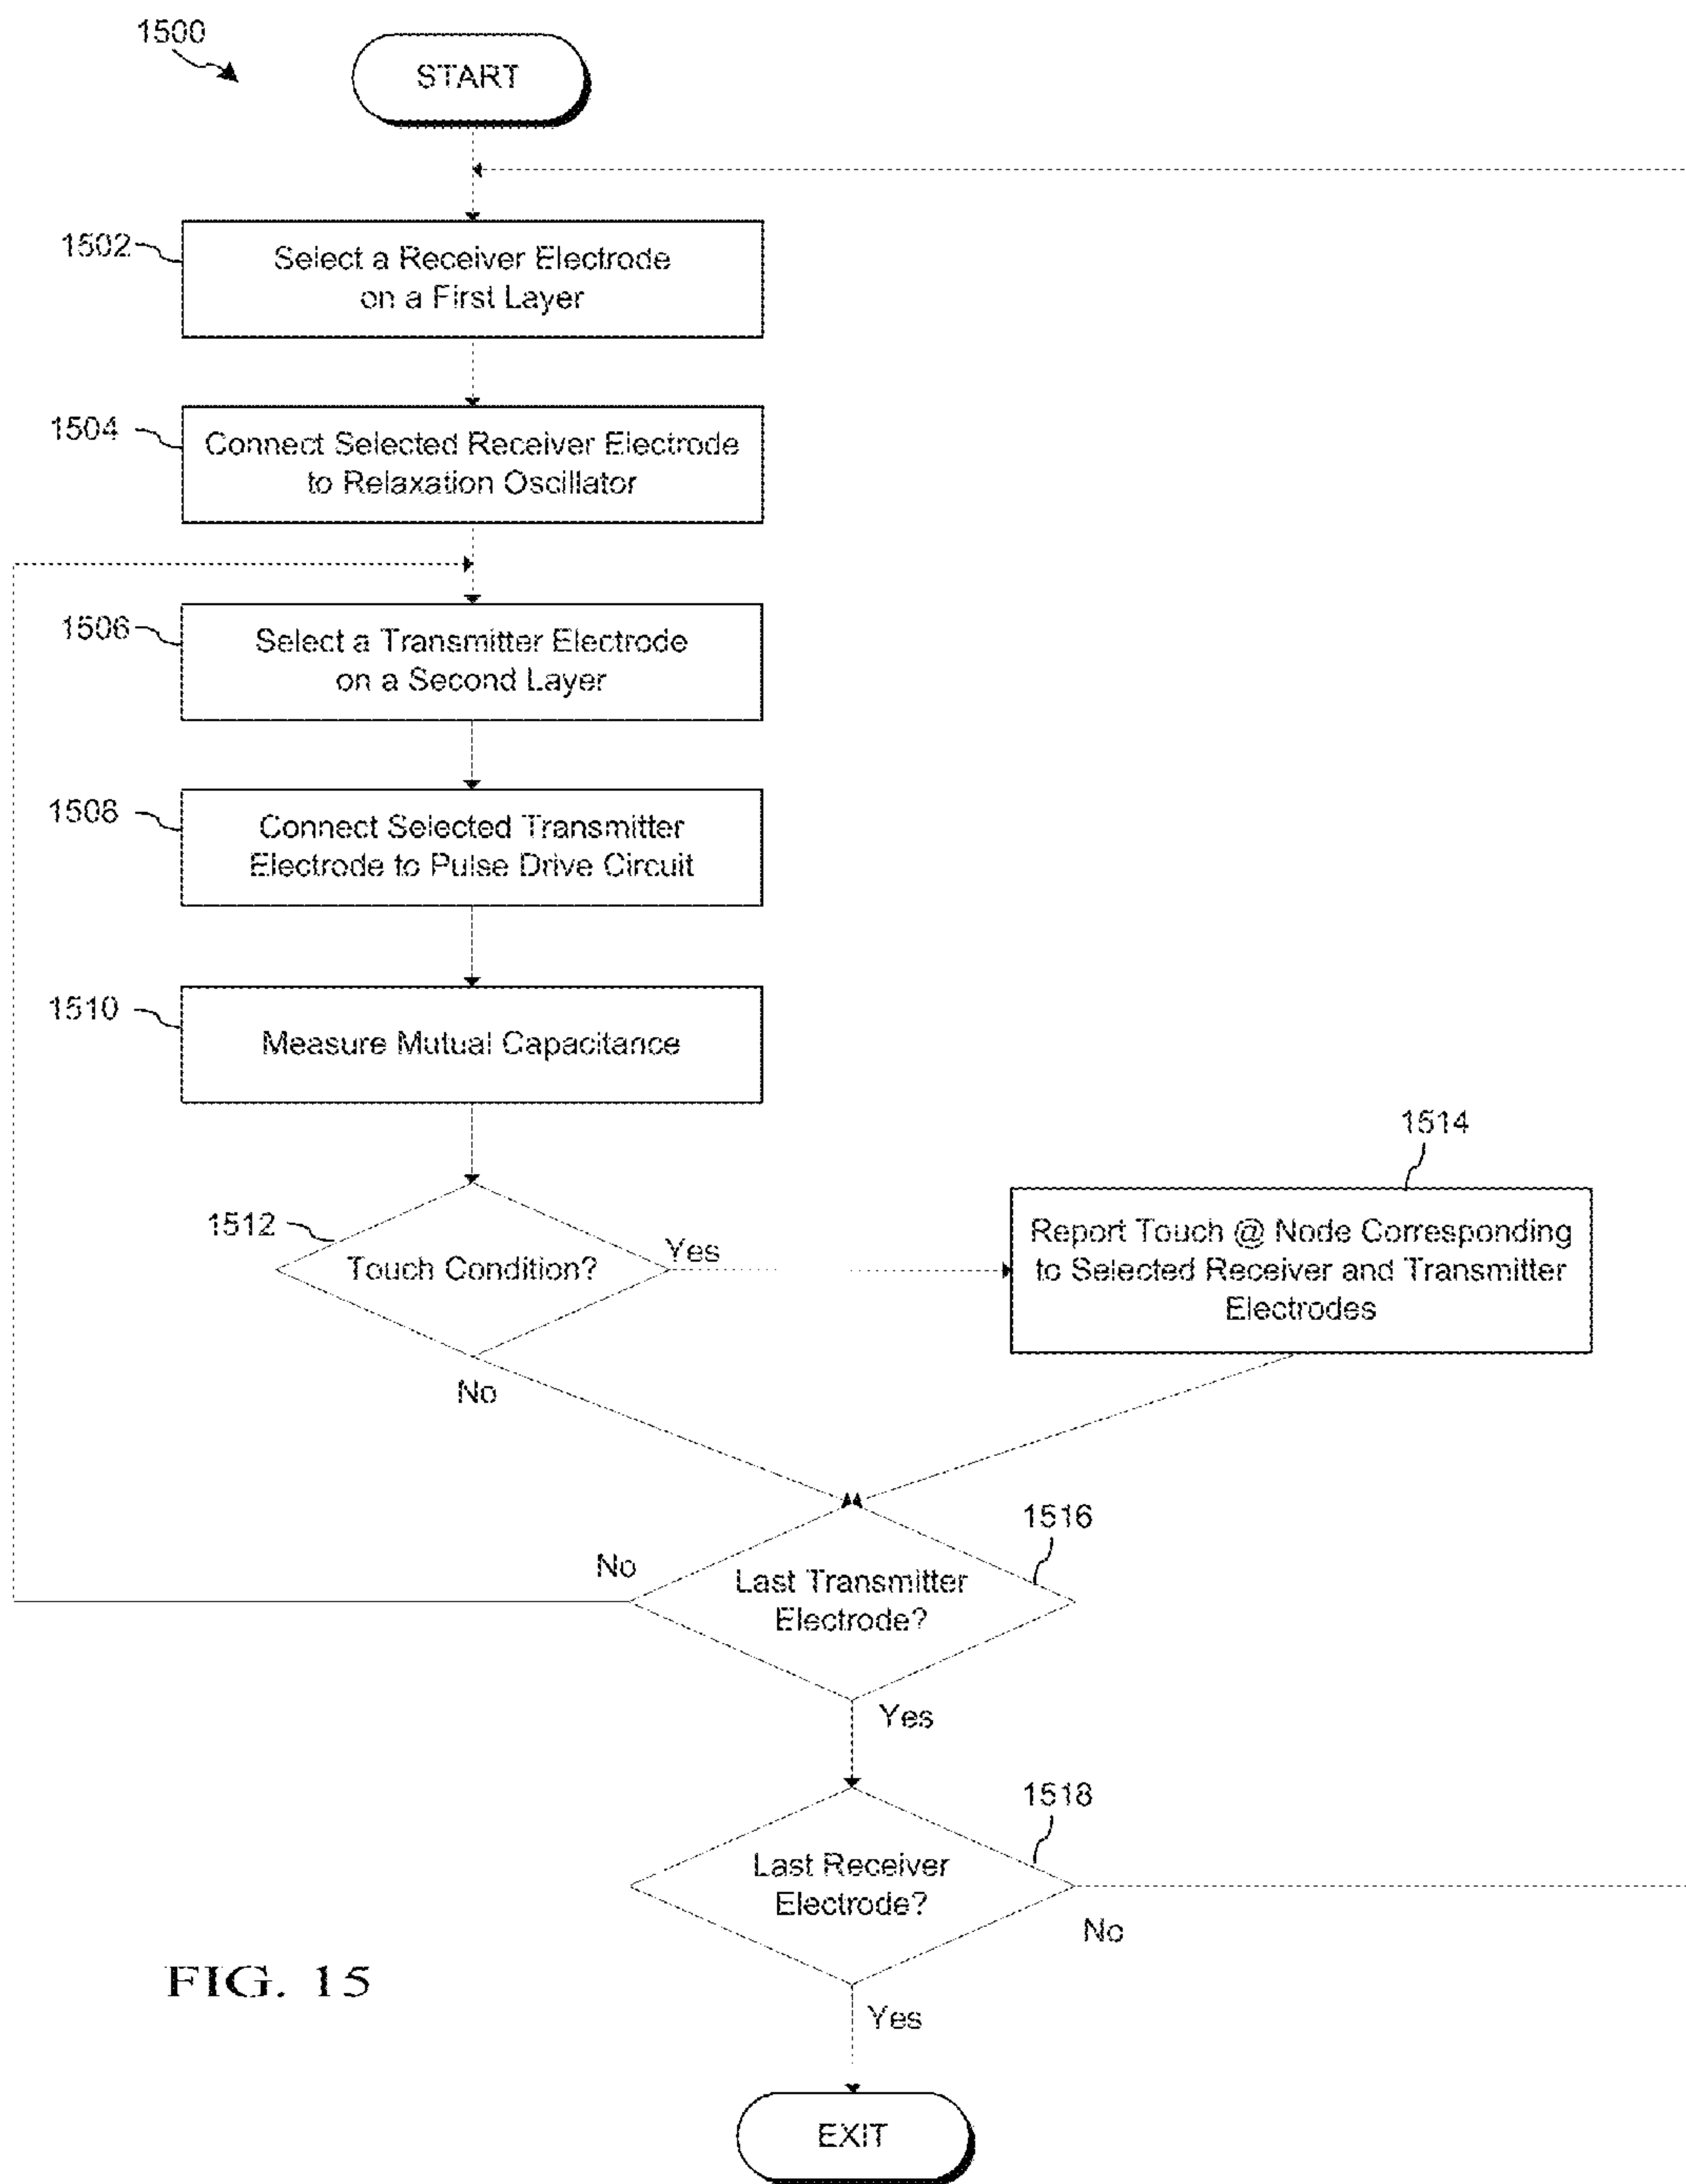 1500
START
1502
Select a Receiver Electrode
on a First Layer
1504
Connect Selected Receiver Electrode
to Relaxation Oscillator
1506
Select a Transmitter Electrode
on a Second Layer
1508
Connect Selected Transmitter
Electrode to Pulse Drive Circuit
1510
Measure Mutual Capacitance
1512
Touch Condition?
Yes
No
1514
Report Touch @ Node Corresponding
to Selected Receiver and Transmitter
Electrodes
1516
Last Transmitter
Electrode?
No
Yes
1518
Last Receiver
Electrode?
No
Yes
EXIT
FIG. 15